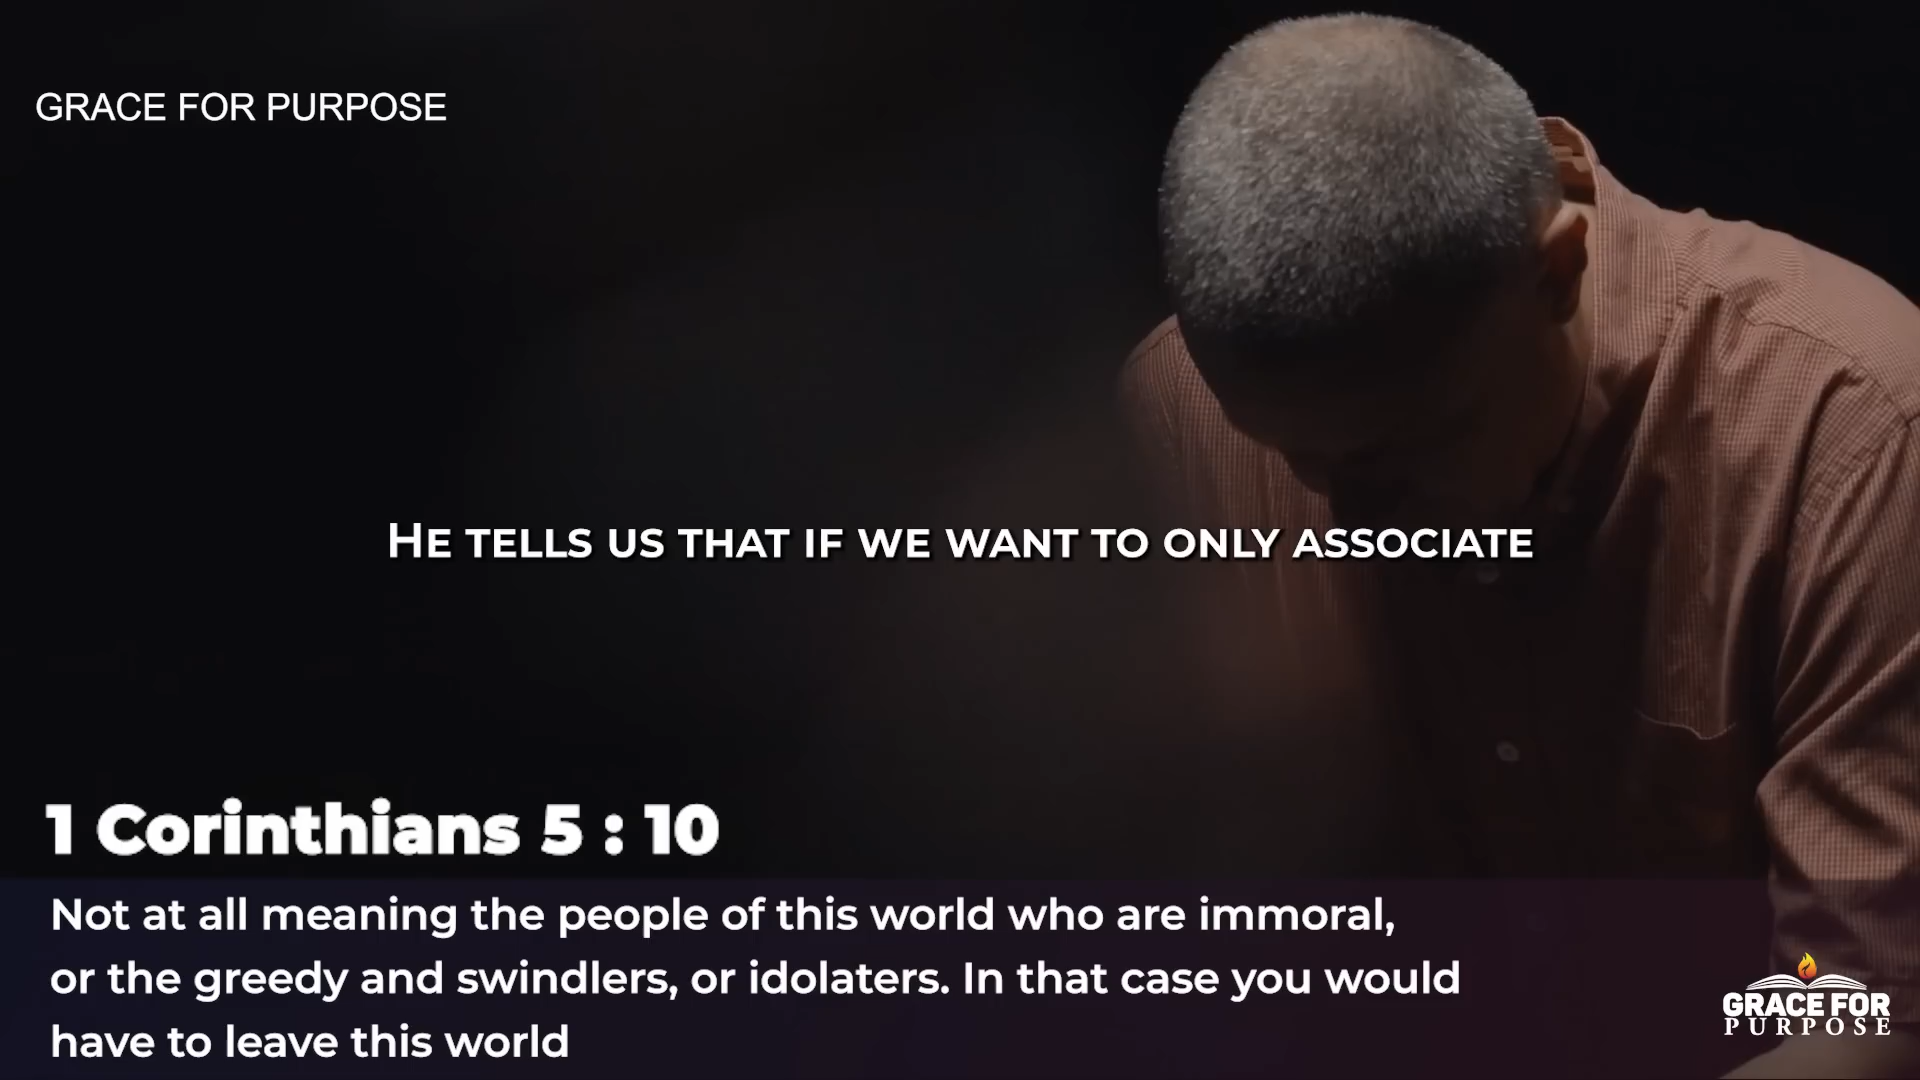 GRACE FOR PURPOSE
HE TELLS US THAT IF WE WANT TO ONLY ASSOCIATE
1 Corinthians 5 : 10
Not at all meaning the people of this world who are immoral,
or the greedy and swindlers, or idolaters. In that case you would
have to leave this world
GRACE FOR
PURPOSE